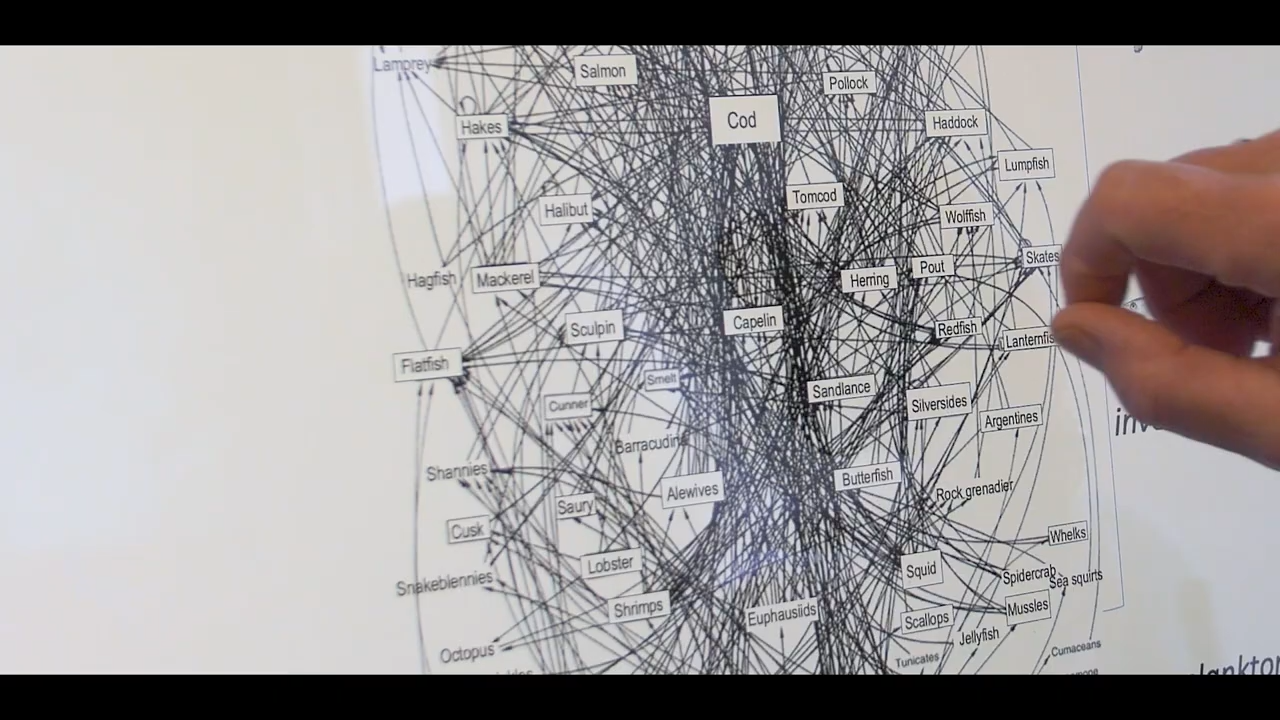 Lamprey
Salmon
Pollock
Cod
Hakes
Haddock
Lumpfish
Tomcod
Halibut
Wolffish
Skates
Pout
Hagfish
Mackerel
Herring
Capelin
Sculpin
Redfish
Lanternfis
Flatfish
Smelt
Sandlance
Silversides
Cunner
Argentines
Barracudina
Shannies
Butterfish
Alewives
Rock grenadier
Saury
Cusk
Whelks
Lobster
Squid
Spidercrab
Sea squirts
Snakeblennies
Shrimps
Euphausiids
Mussles
Scallops
Jellyfish
Octopus
Tunicates
Cumaceans